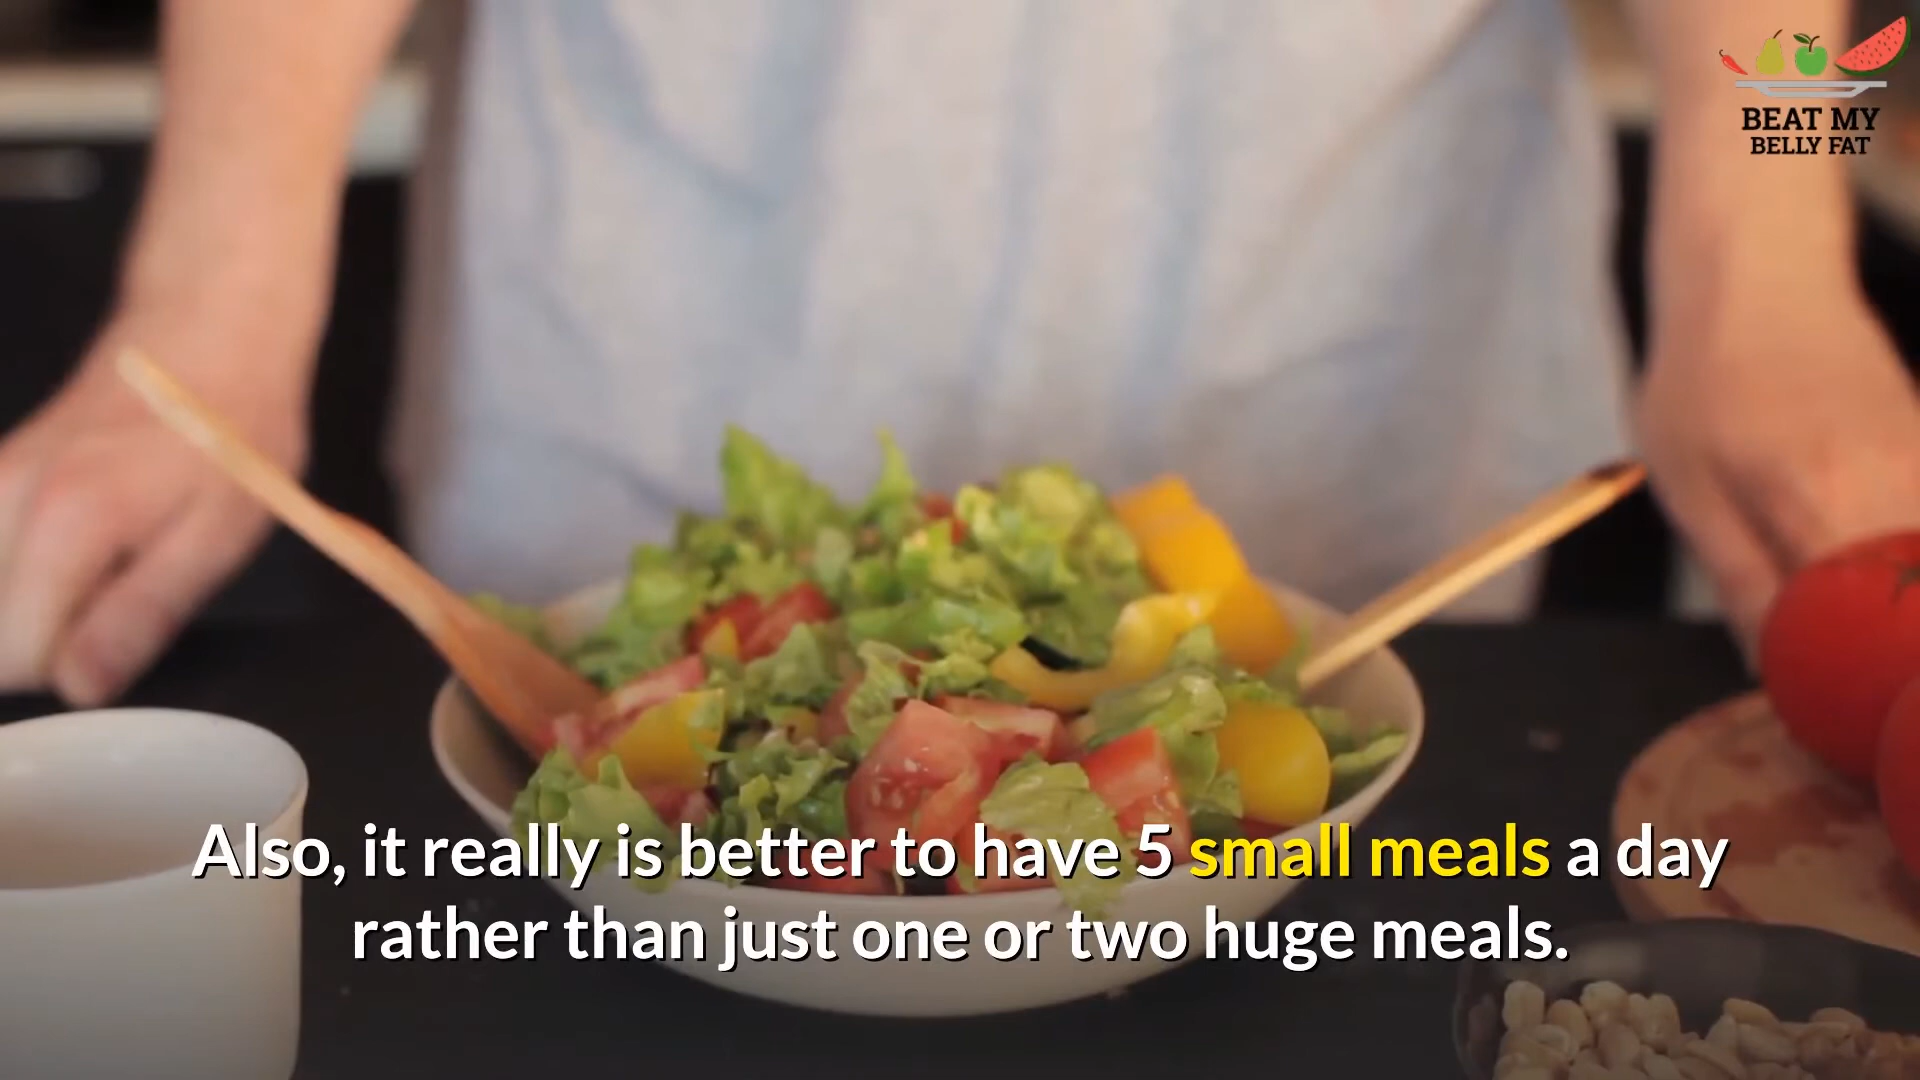 BEAT MY
BELLY FAT
Also, it really is better to have 5 small meals a day
rather than just one or two huge meals.